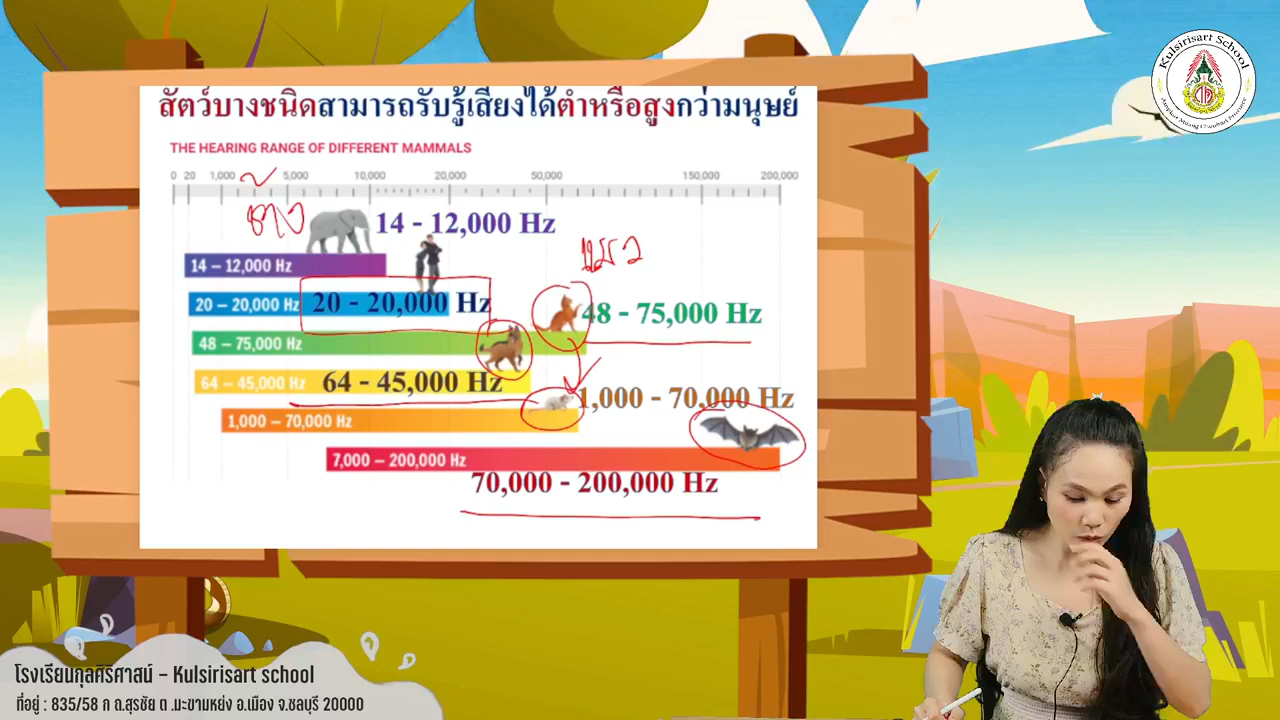 สัตว์บางชนิดสามารถรับรู้เสียงได้ต่ำหรือสูงกว่ามนุษย์
THE HEARING RANGE OF DIFFERENT MAMMALS
0 20 1,000 5,000 10,000 20,000 50,000 150,000 200,000
ช้าง
14 - 12,000 Hz
14 – 12,000 Hz
แมว
20 – 20,000 Hz
20 - 20,000 Hz
48 - 75,000 Hz
48 – 75,000 Hz
64 – 45,000 Hz
64 - 45,000 Hz
1,000 - 70,000 Hz
1,000 – 70,000 Hz
7,000 – 200,000 Hz
70,000 - 200,000 Hz
Kulsirisart School
โรงเรียนกุลศิริศาสน์ - Kulsirisart school
ที่อยู่ : 835/58 ก ถ.สุรชัย ต .มะขามหย่ง อ.เมือง จ.ชลบุรี 20000